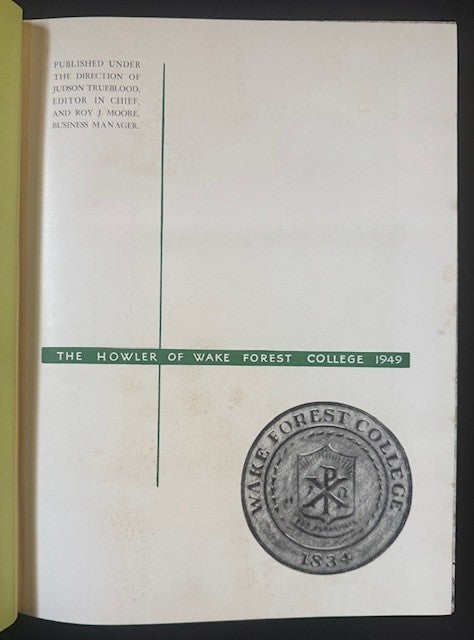 PUBLISHED UNDER
THE DIRECTION OF
JUDSON TRUEBLOOD,
EDITOR IN CHIEF,
AND ROY J. MOORE,
BUSINESS MANAGER.
THE HOWLER OF WAKE FOREST COLLEGE 1949
WAKE FOREST COLLEGE
1834